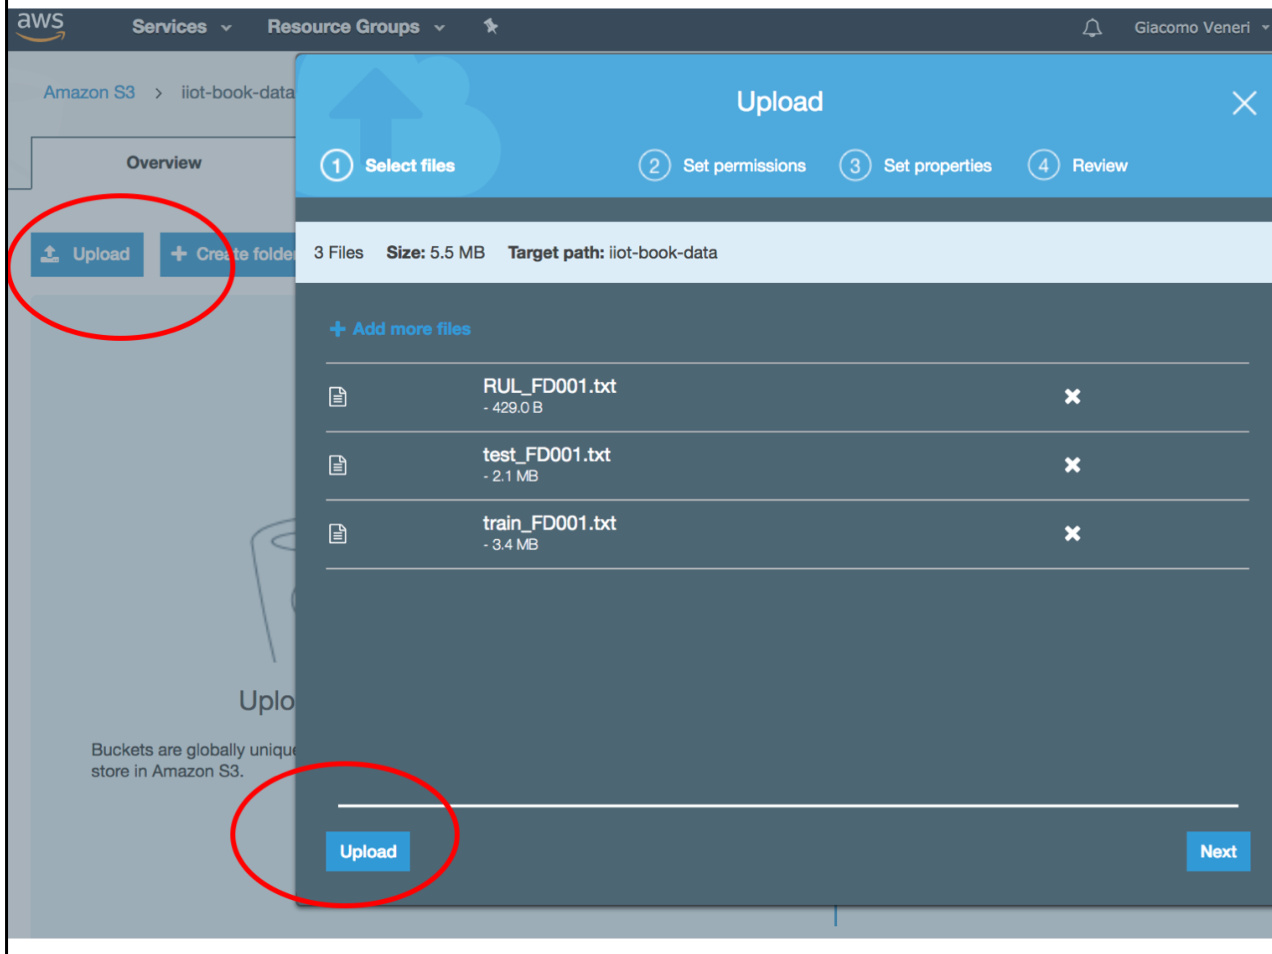 aws Services Resource Groups Giacomo Veneri
Amazon S3 > iiot-book-data
Overview
Upload
Create folde
Upload
1 Select files 2 Set permissions 3 Set properties 4 Review
3 Files Size: 5.5 MB Target path: iiot-book-data
Add more files
RUL_FD001.txt
- 429.0 B
test_FD001.txt
- 2.1 MB
train_FD001.txt
- 3.4 MB
Uplo
Buckets are globally unique
store in Amazon S3.
Upload Next